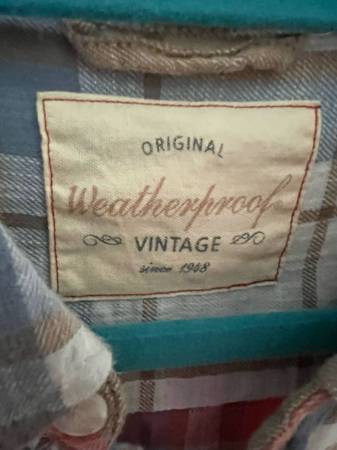 ORIGINAL
Weatherproof
VINTAGE
since 1948